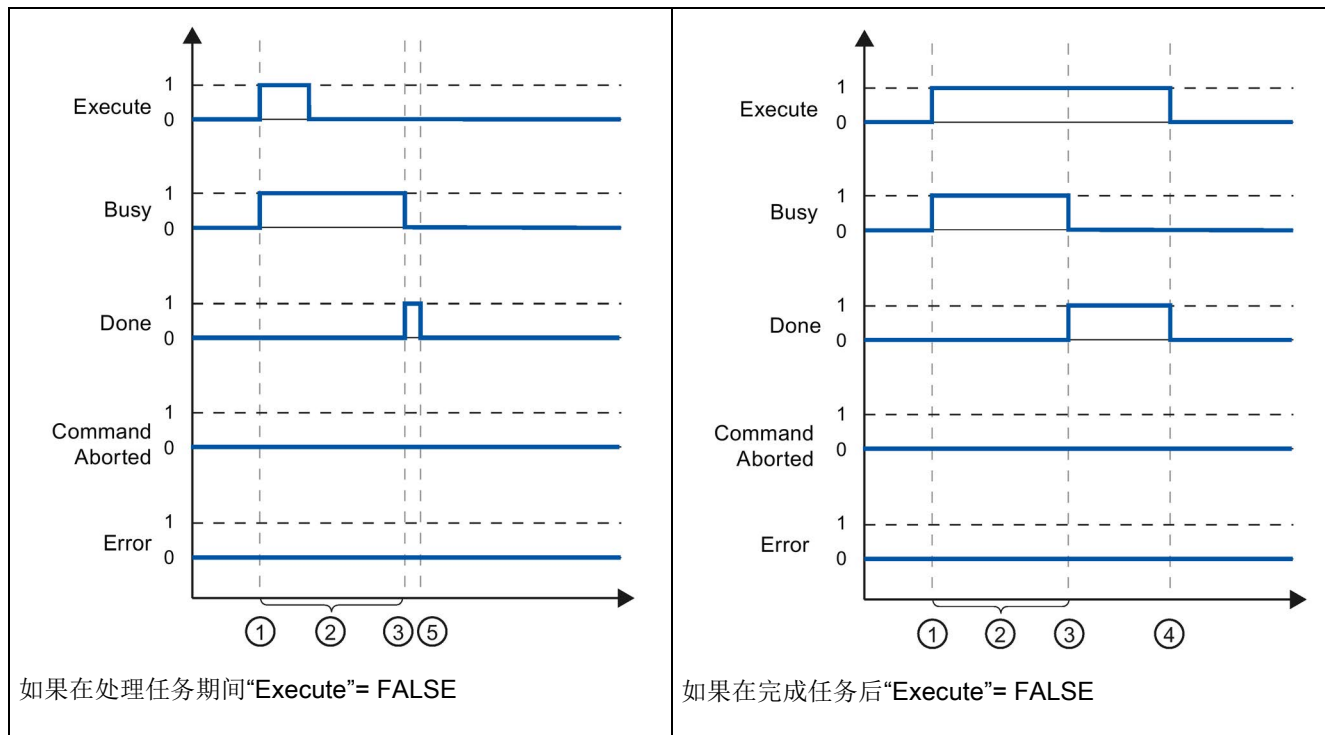 1
Execute
0
1
Busy
0
1
Done
0
1
Command
Aborted
0
1
Error
0
① ② ③ ⑤
如果在处理任务期间“Execute”= FALSE
1
Execute
0
1
Busy
0
1
Done
0
1
Command
Aborted
0
1
Error
0
① ② ③ ④
如果在完成任务后“Execute”= FALSE